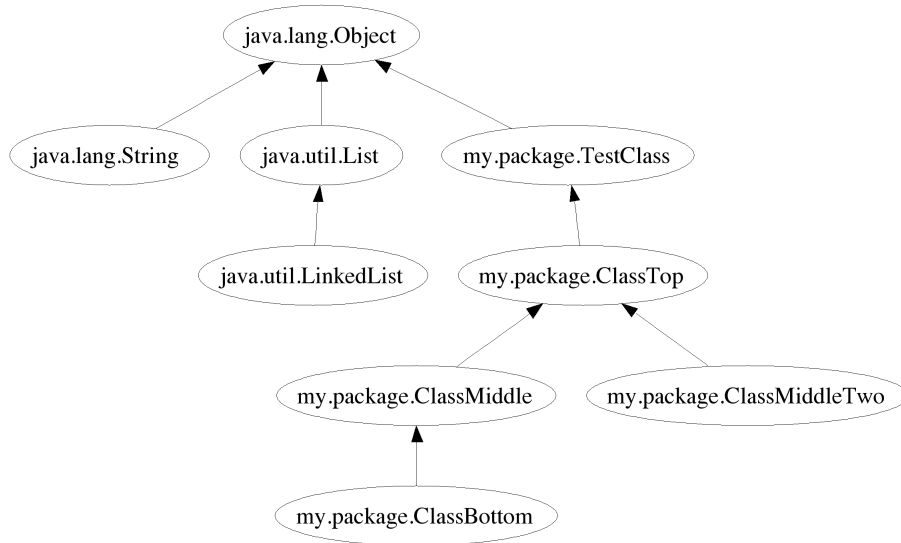 java.lang.Object
java.lang.String
java.util.List
my.package.TestClass
java.util.LinkedList
my.package.ClassTop
my.package.ClassMiddle
my.package.ClassMiddleTwo
my.package.ClassBottom